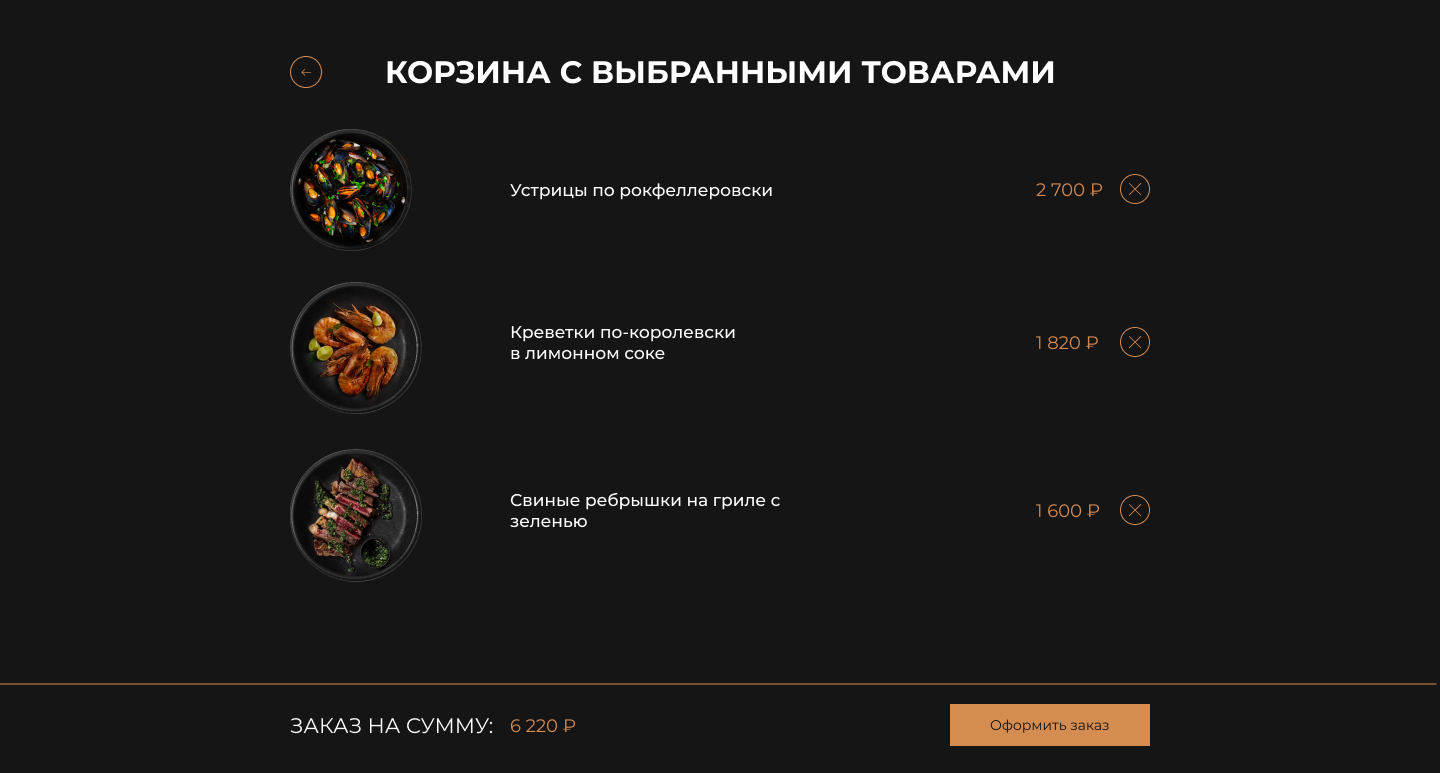 КОРЗИНА С ВЫБРАННЫМИ ТОВАРАМИ
Устрицы по рокфеллеровски
2 700 ₽
Креветки по-королевски
в лимонном соке
1 820 ₽
Свиные ребрышки на гриле с
зеленью
1 600 ₽
ЗАКАЗ НА СУММУ: 6 220 ₽
Оформить заказ